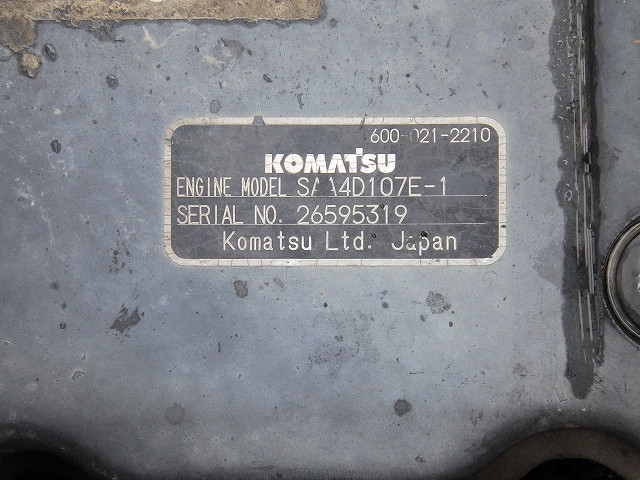 600-021-2210
KOMATSU
ENGINE MODEL SAA4D107E-1
SERIAL NO. 26595319
Komatsu Ltd. Japan